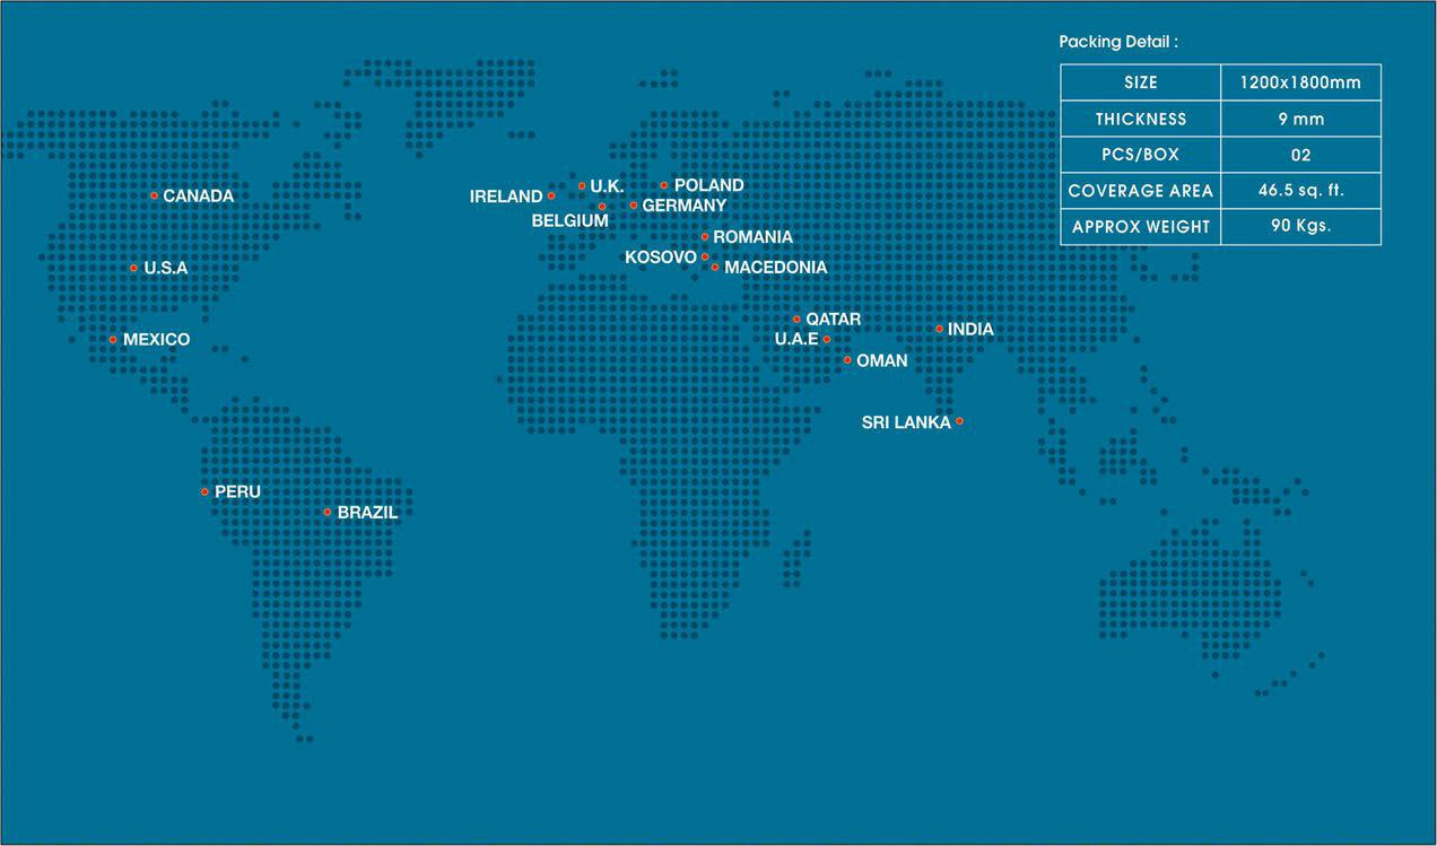 Packing Detail :
SIZE 1200x1800mm
THICKNESS 9 mm
PCS/BOX 02
COVERAGE AREA 46.5 sq. ft.
APPROX WEIGHT 90 Kgs.
CANADA
IRELAND
U.K.
POLAND
BELGIUM
GERMANY
ROMANIA
KOSOVO
MACEDONIA
U.S.A
MEXICO
QATAR
U.A.E
INDIA
OMAN
SRI LANKA
PERU
BRAZIL